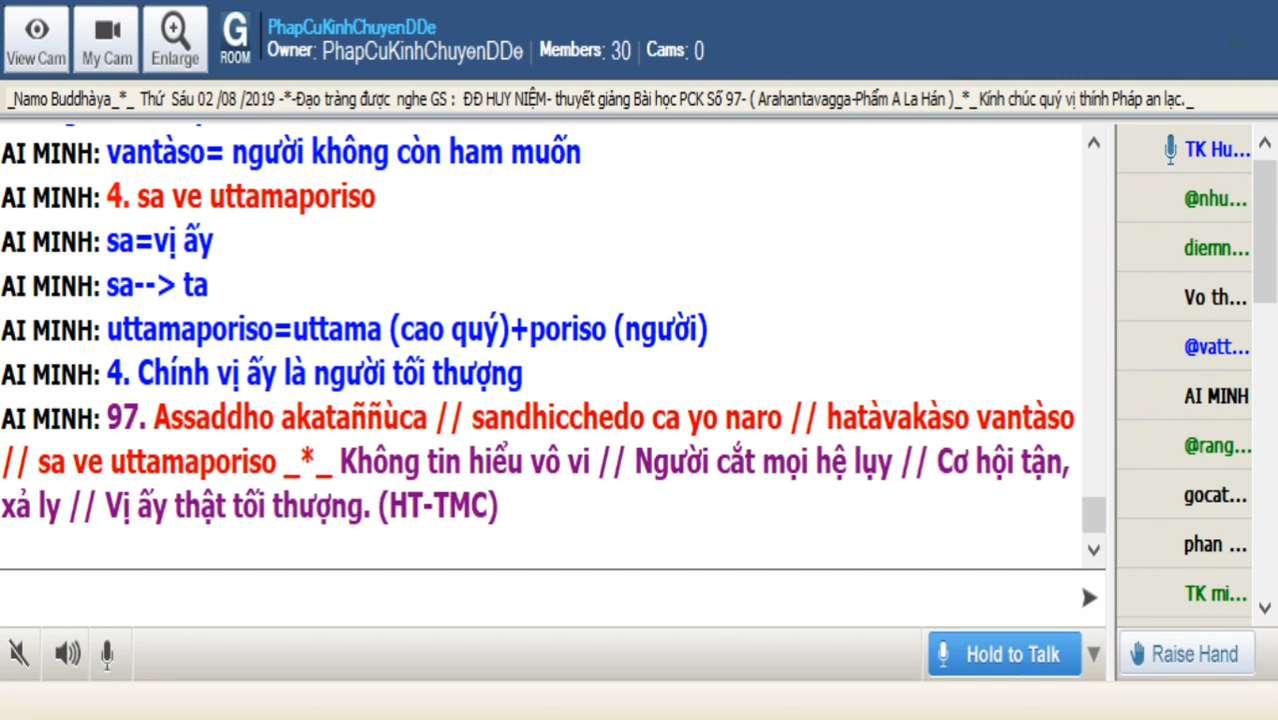 View Cam
My Cam
Enlarge
G
ROOM
PhapCuKinhChuyenDDe
Owner: PhapCuKinhChuyenDDe | Members: 30 | Cams: 0
_Namo Buddhàya_*_ Thứ Sáu 02 /08 /2019 -*-Đạo tràng được nghe GS : ĐĐ HUY NIỆM- thuyết giảng Bài học PCK Số 97- ( Arahantavagga-Phẩm A La Hán )_*_ Kính chúc quý vị thính Pháp an lạc._
AI MINH: vantàso= người không còn ham muốn
AI MINH: 4. sa ve uttamaporiso
AI MINH: sa=vị ấy
AI MINH: sa--> ta
AI MINH: uttamaporiso=uttama (cao quý)+poriso (người)
AI MINH: 4. Chính vị ấy là người tối thượng
AI MINH: 97. Assaddho akataññùca // sandhicchedo ca yo naro // hatàvakàso vantàso
// sa ve uttamaporiso _*_ Không tin hiểu vô vi // Người cắt mọi hệ lụy // Cơ hội tận,
xả ly // Vị ấy thật tối thượng. (HT-TMC)
TK Hu...
@nhu...
diemn...
Vo th...
@vatt...
AI MINH
@rang...
gocat...
phan ...
TK mi...
Hold to Talk
Raise Hand